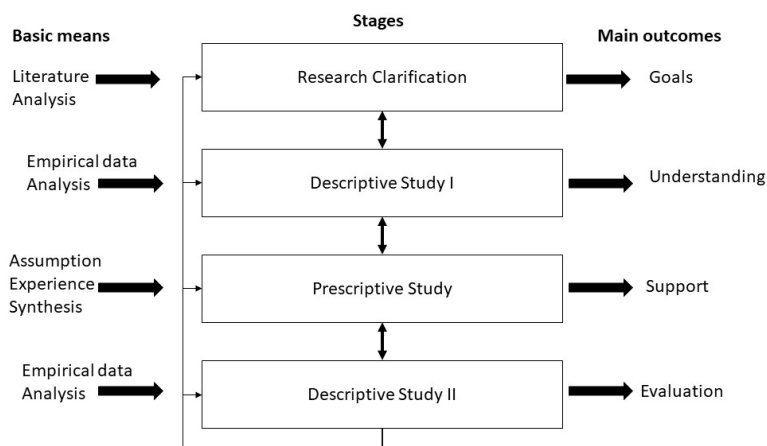 Basic means
Stages
Main outcomes
Literature
Analysis
Research Clarification
Goals
Empirical data
Analysis
Descriptive Study I
Understanding
Assumption
Experience
Synthesis
Prescriptive Study
Support
Empirical data
Analysis
Descriptive Study II
Evaluation